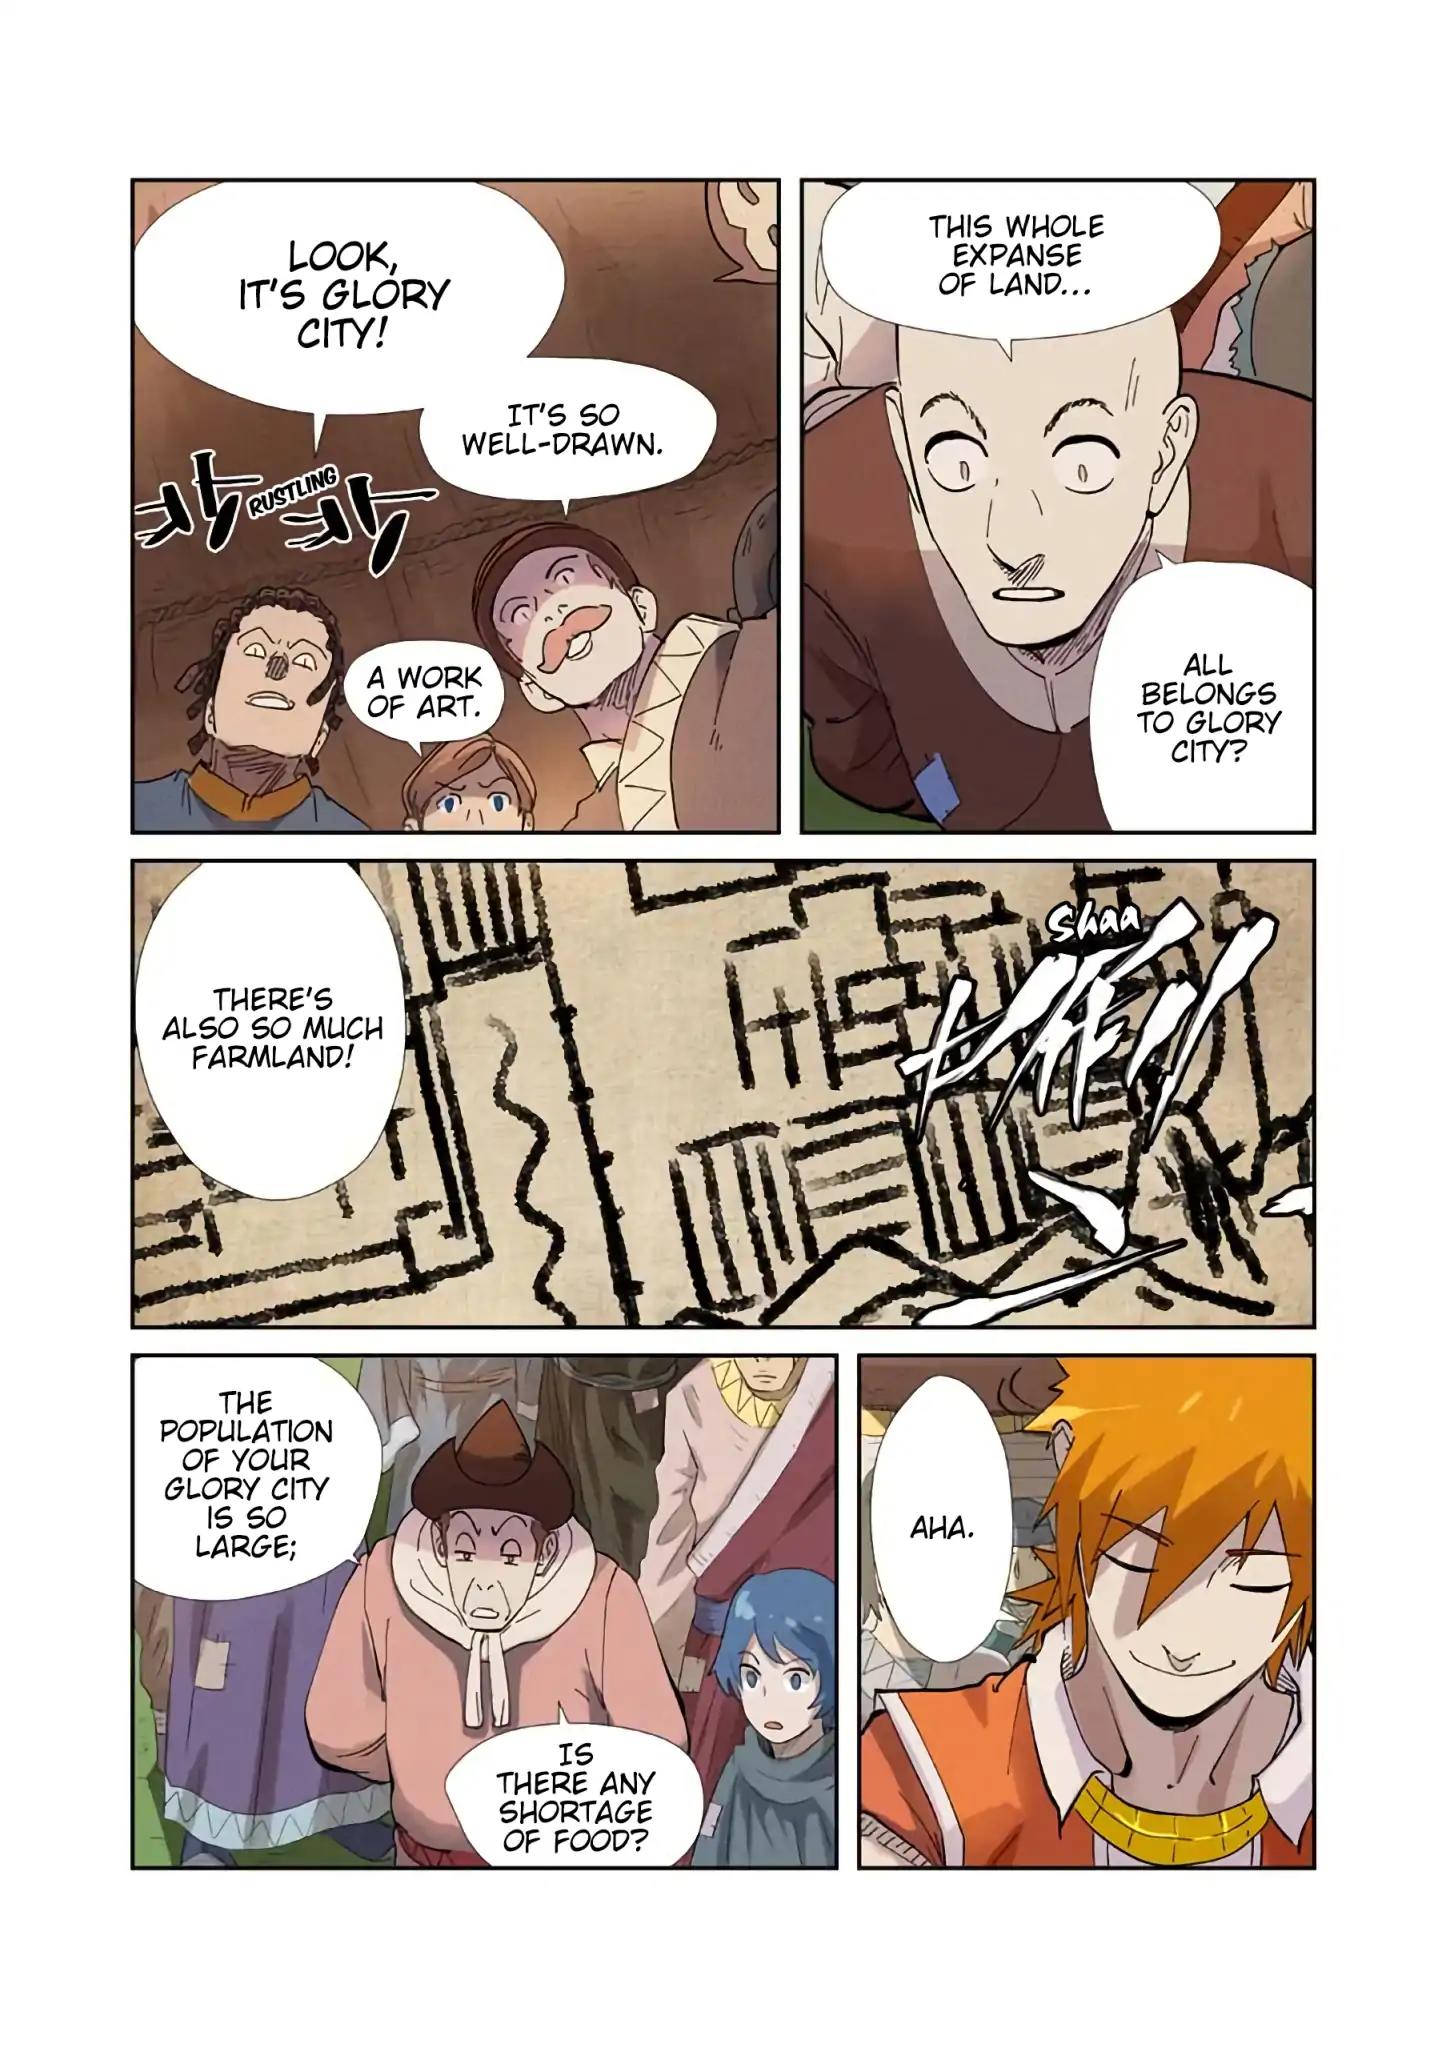 LOOK,
IT'S GLORY
CITY!
IT'S SO
WELL-DRAWN.
RUSTLING
A WORK
OF ART.
THIS WHOLE
EXPANSE
OF LAND...
ALL
BELONGS
TO GLORY
CITY?
THERE'S
ALSO SO MUCH
FARMLAND!
Shaa
THE
POPULATION
OF YOUR
GLORY CITY
IS SO
LARGE;
IS
THERE ANY
SHORTAGE
OF FOOD?
AHA.